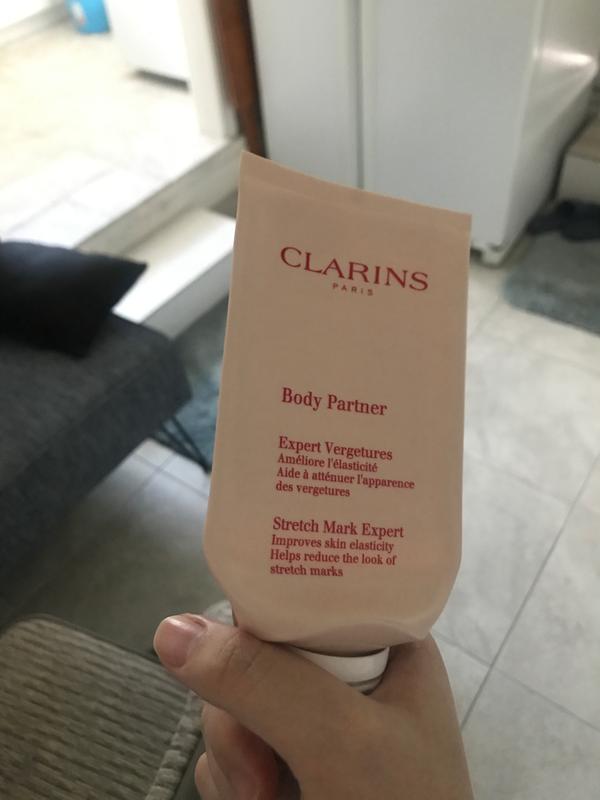 CLARINS
PARIS
Body Partner
Expert Vergetures
Améliore l'élasticité
Aide à atténuer l'apparence
des vergetures
Stretch Mark Expert
Improves skin elasticity
Helps reduce the look of
stretch marks